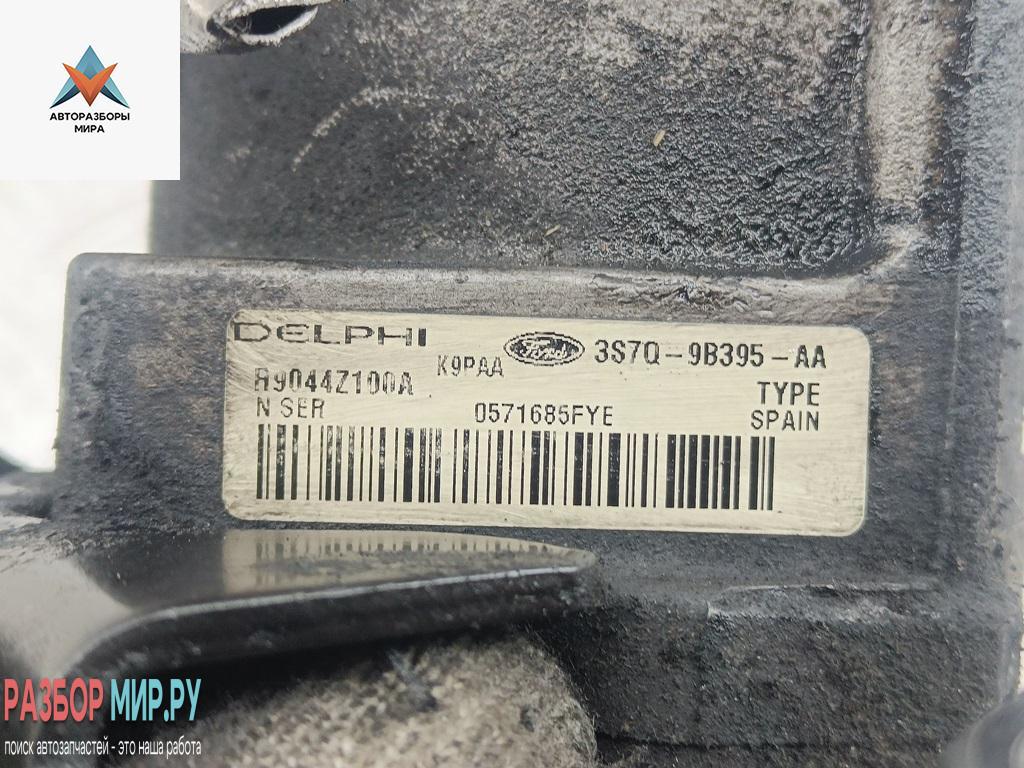 АВТОРАЗБОРЫ
МИРА
DELPHI
K9PAA
Ford
3S7Q-9B395-AA
R9044Z100A
TYPE
N SER
0571685FYE
SPAIN
РАЗБОР МИР.РУ
поиск автозапчастей - это наша работа